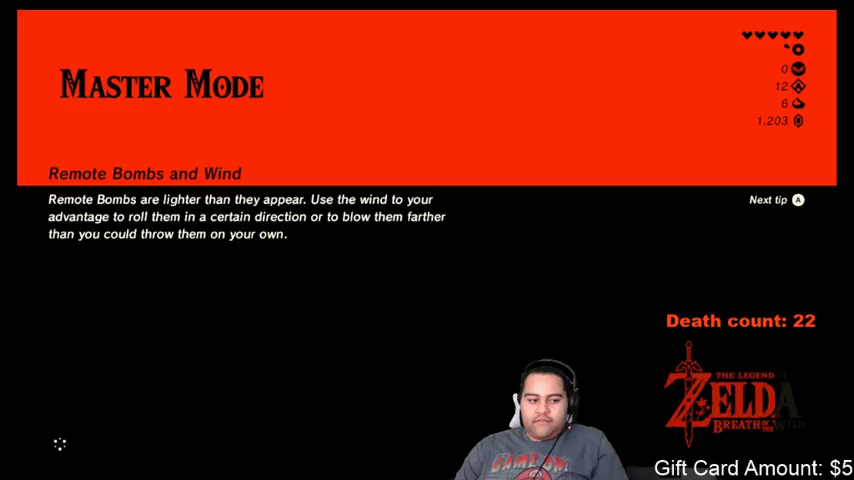 MASTER MODE
0
12
6
1,203
Remote Bombs and Wind
Remote Bombs are lighter than they appear. Use the wind to your
advantage to roll them in a certain direction or to blow them farther
than you could throw them on your own.
Next tip A
Death count: 22
THE LEGEND OF
ZELDA
BREATH OF THE WILD
GAME ON!
Gift Card Amount: $5